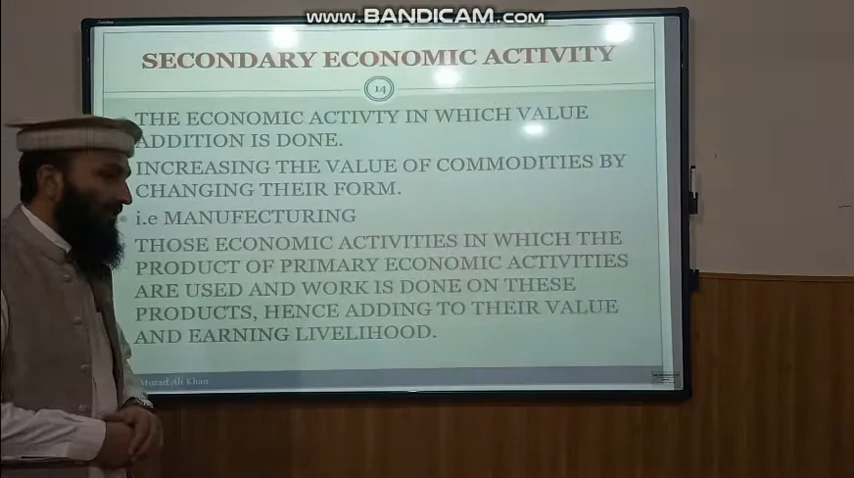 www.BANDICAM.com
SECONDARY ECONOMIC ACTIVITY
14
THE ECONOMIC ACTIVTY IN WHICH VALUE
ADDITION IS DONE.
INCREASING THE VALUE OF COMMODITIES BY
CHANGING THEIR FORM.
i.e MANUFECTURING
THOSE ECONOMIC ACTIVITIES IN WHICH THE
PRODUCT OF PRIMARY ECONOMIC ACTIVITIES
ARE USED AND WORK IS DONE ON THESE
PRODUCTS, HENCE ADDING TO THEIR VALUE
AND EARNING LIVELIHOOD.
Murad Ali Khan